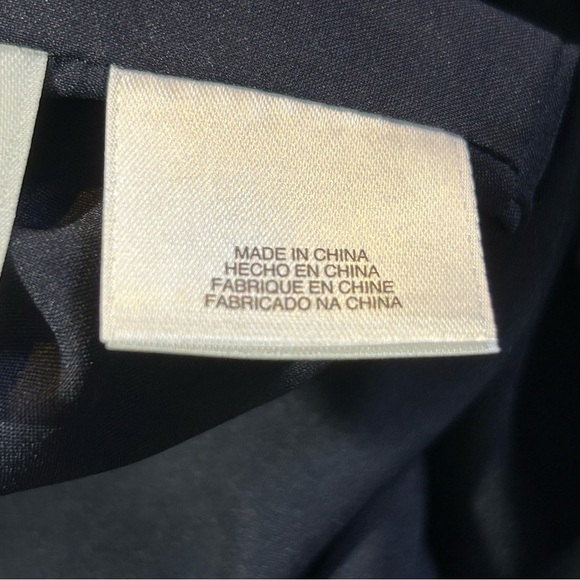 MADE IN CHINA
HECHO EN CHINA
FABRIQUE EN CHINE
FABRICADO NA CHINA